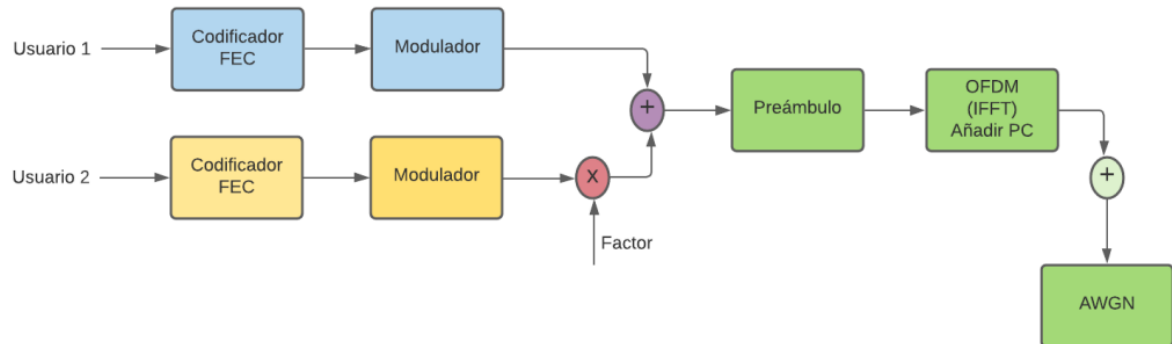 Usuario 1
Codificador
FEC
Modulador
+
Preámbulo
OFDM
(IFFT)
Añadir PC
Usuario 2
Codificador
FEC
Modulador
X
+
Factor
AWGN